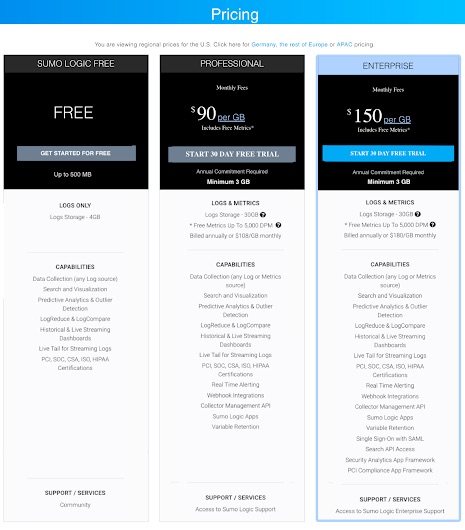 Pricing
You are viewing regional prices for the U.S. Click here for Germany, the rest of Europe or APAC pricing.
SUMO LOGIC FREE
FREE
GET STARTED FOR FREE
Up to 500 MB
LOGS ONLY
Logs Storage - 4GB
CAPABILITIES
Data Collection (any Log source)
Search and Visualization
Predictive Analytics & Outlier
Detection
LogReduce & LogCompare
Historical & Live Streaming
Dashboards
Live Tail for Streaming Logs
PCI, SOC, CSA, ISO, HIPAA
Certifications
SUPPORT / SERVICES
Community
PROFESSIONAL
Monthly Fees
$90 per GB
Includes Free Metrics*
START 30 DAY FREE TRIAL
Annual Commitment Required
Minimum 3 GB
LOGS & METRICS
Logs Storage - 30GB ?
* Free Metrics Up To 5,000 DPM ?
Billed annually or $108/GB monthly
CAPABILITIES
Data Collection (any Log or Metrics
source)
Search and Visualization
Predictive Analytics & Outlier
Detection
LogReduce & LogCompare
Historical & Live Streaming
Dashboards
Live Tail for Streaming Logs
PCI, SOC, CSA, ISO, HIPAA
Certifications
Real Time Alerting
Webhook Integrations
Collector Management API
Sumo Logic Apps
Variable Retention
SUPPORT / SERVICES
Access to Sumo Logic Support
ENTERPRISE
Monthly Fees
$150 per GB
Includes Free Metrics*
START 30 DAY FREE TRIAL
Annual Commitment Required
Minimum 3 GB
LOGS & METRICS
Logs Storage - 30GB ?
* Free Metrics Up To 5,000 DPM ?
Billed annually or $180/GB monthly
CAPABILITIES
Data Collection (any Log or Metrics
source)
Search and Visualization
Predictive Analytics & Outlier
Detection
LogReduce & LogCompare
Historical & Live Streaming
Dashboards
Live Tail for Streaming Logs
PCI, SOC, CSA, ISO, HIPAA
Certifications
Real Time Alerting
Webhook Integrations
Collector Management API
Sumo Logic Apps
Variable Retention
Single Sign-On with SAML
Search API Access
Security Analytics App Framework
PCI Compliance App Framework
SUPPORT / SERVICES
Access to Sumo Logic Enterprise Support